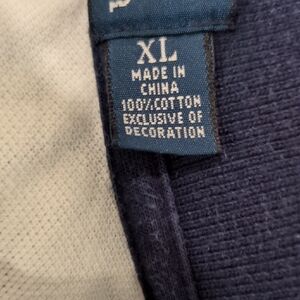 XL
MADE IN
CHINA
100%COTTON
EXCLUSIVE OF
DECORATION